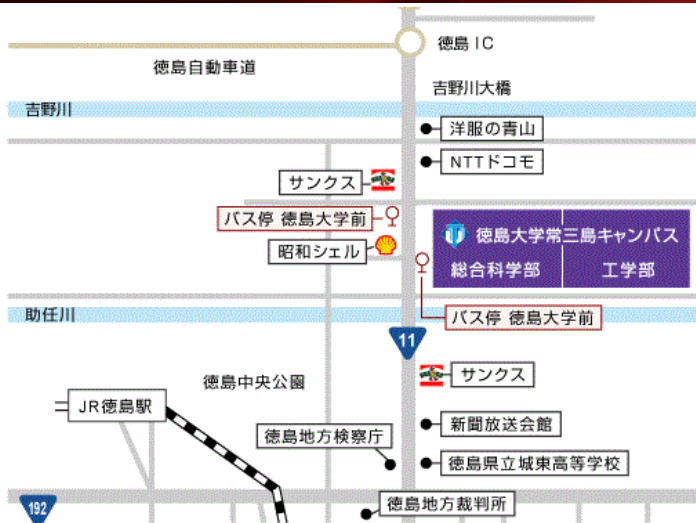 徳島IC
徳島自動車道
吉野川大橋
吉野川
洋服の青山
NTTドコモ
サンクス
バス停 徳島大学前
徳島大学常三島キャンパス
昭和シェル
総合科学部
工学部
助任川
バス停 徳島大学前
11
サンクス
徳島中央公園
JR徳島駅
新聞放送会館
徳島地方検察庁
徳島県立城東高等学校
192
徳島地方裁判所